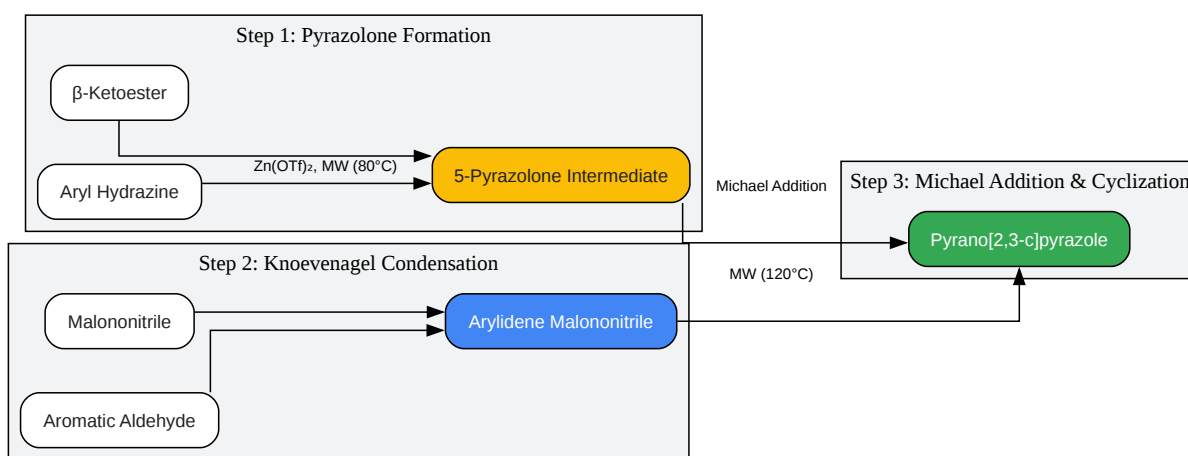 Step 1: Pyrazolone Formation
β-Ketoester
Zn(OTf)₂, MW (80°C)
Aryl Hydrazine
5-Pyrazolone Intermediate
Michael Addition
Step 3: Michael Addition & Cyclization
Pyrano[2,3-c]pyrazole
Step 2: Knoevenagel Condensation
MW (120°C)
Malononitrile
Arylidene Malononitrile
Aromatic Aldehyde